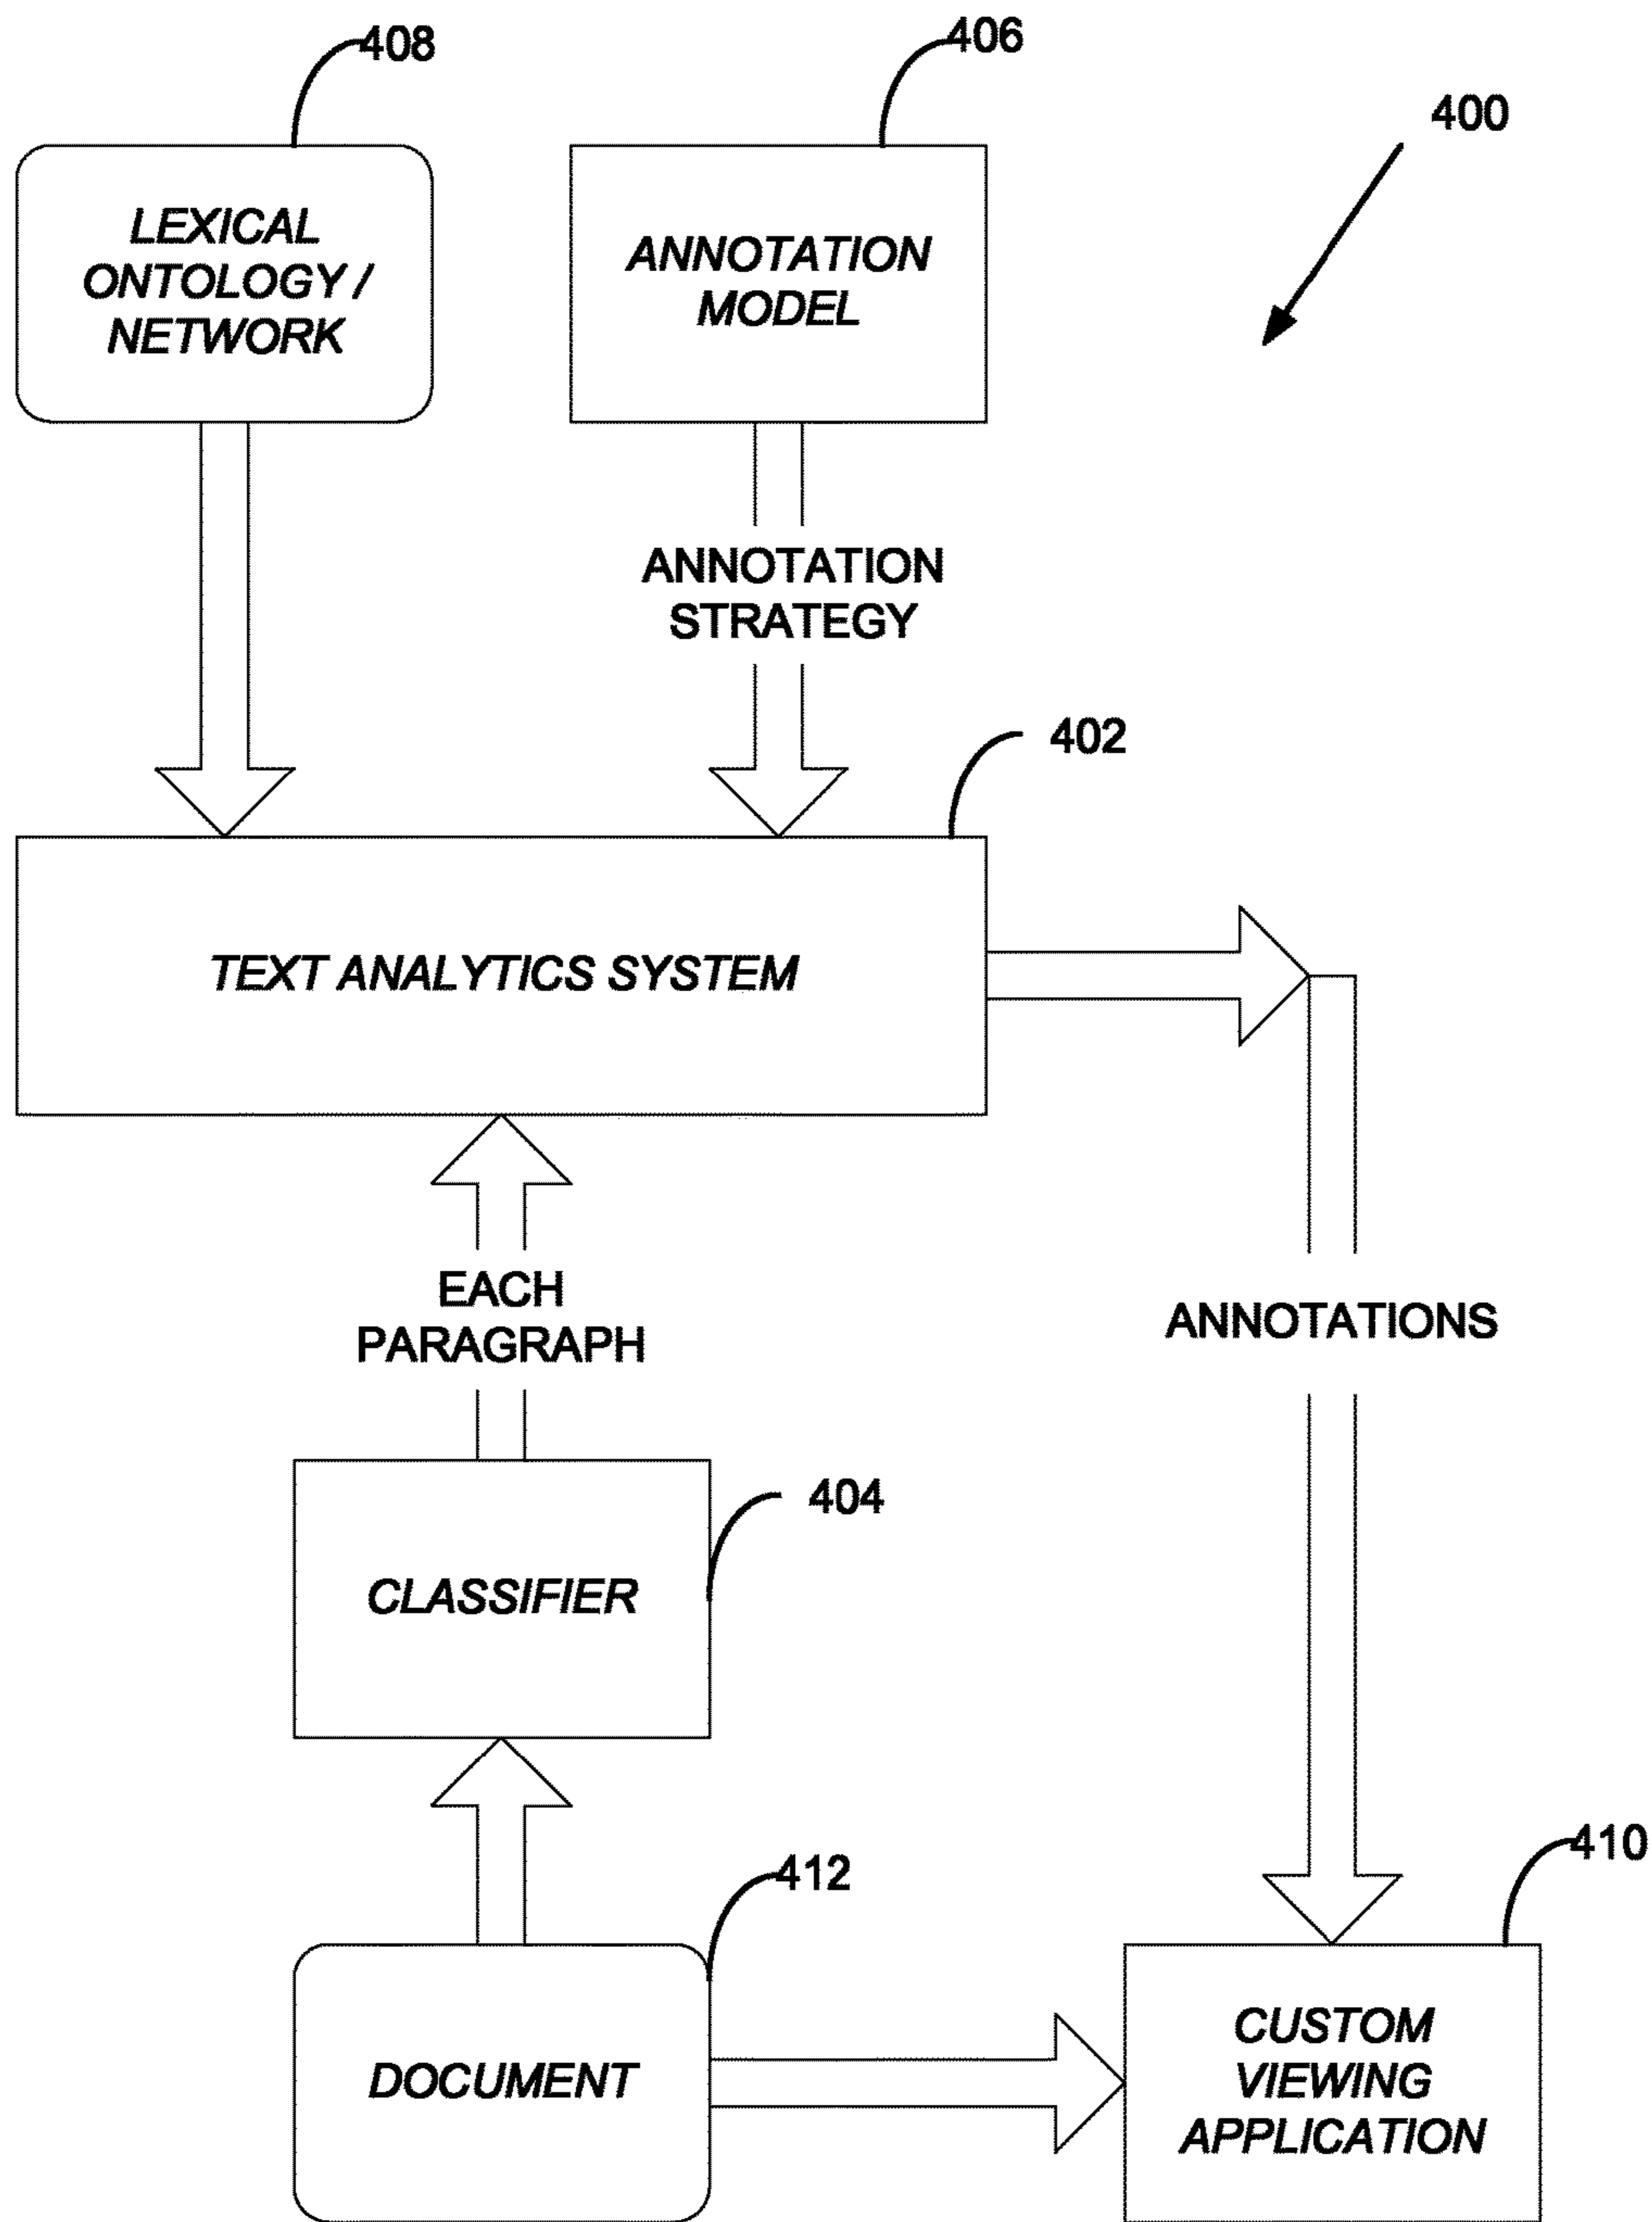 408
406
400
LEXICAL
ONTOLOGY /
NETWORK
ANNOTATION
MODEL
ANNOTATION
STRATEGY
402
TEXT ANALYTICS SYSTEM
EACH
PARAGRAPH
ANNOTATIONS
404
CLASSIFIER
412
410
DOCUMENT
CUSTOM
VIEWING
APPLICATION